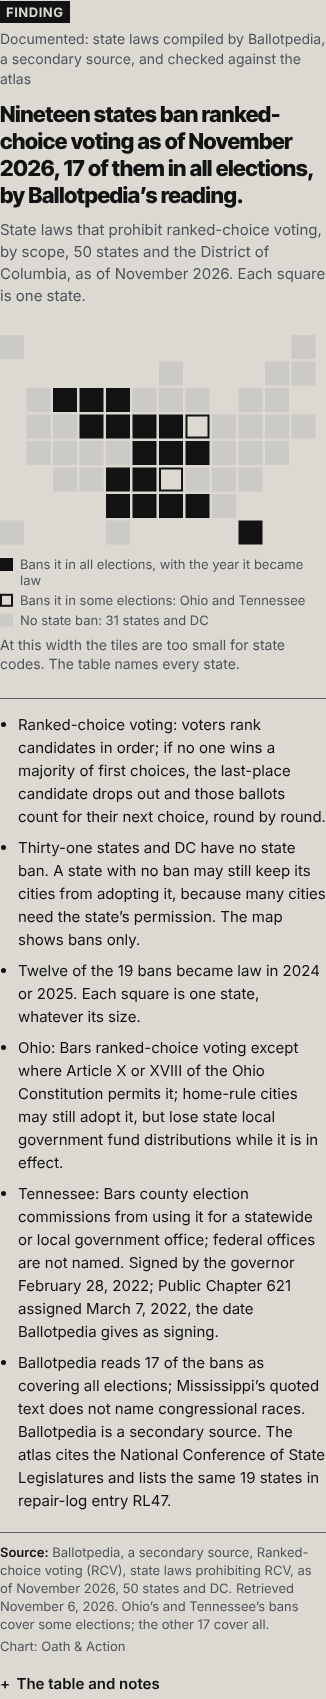 FINDING
Documented: state laws compiled by Ballotpedia,
a secondary source, and checked against the
atlas
Nineteen states ban ranked-
choice voting as of November
2026, 17 of them in all elections,
by Ballotpedia’s reading.
State laws that prohibit ranked-choice voting,
by scope, 50 states and the District of
Columbia, as of November 2026. Each square
is one state.
Bans it in all elections, with the year it became
law
Bans it in some elections: Ohio and Tennessee
No state ban: 31 states and DC
At this width the tiles are too small for state
codes. The table names every state.
• Ranked-choice voting: voters rank
candidates in order; if no one wins a
majority of first choices, the last-place
candidate drops out and those ballots
count for their next choice, round by round.
• Thirty-one states and DC have no state
ban. A state with no ban may still keep its
cities from adopting it, because many cities
need the state’s permission. The map
shows bans only.
• Twelve of the 19 bans became law in 2024
or 2025. Each square is one state,
whatever its size.
• Ohio: Bars ranked-choice voting except
where Article X or XVIII of the Ohio
Constitution permits it; home-rule cities
may still adopt it, but lose state local
government fund distributions while it is in
effect.
• Tennessee: Bars county election
commissions from using it for a statewide
or local government office; federal offices
are not named. Signed by the governor
February 28, 2022; Public Chapter 621
assigned March 7, 2022, the date
Ballotpedia gives as signing.
• Ballotpedia reads 17 of the bans as
covering all elections; Mississippi’s quoted
text does not name congressional races.
Ballotpedia is a secondary source. The
atlas cites the National Conference of State
Legislatures and lists the same 19 states in
repair-log entry RL47.
Source: Ballotpedia, a secondary source, Ranked-
choice voting (RCV), state laws prohibiting RCV, as
of November 2026, 50 states and DC. Retrieved
November 6, 2026. Ohio’s and Tennessee’s bans
cover some elections; the other 17 cover all.
Chart: Oath & Action
+ The table and notes